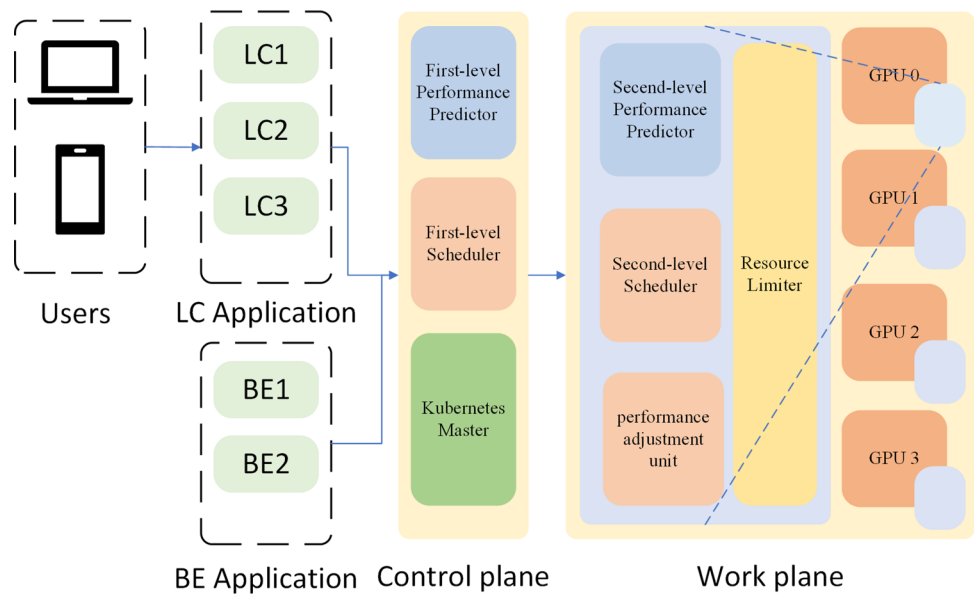 Users
LC1
LC2
LC3
LC Application
BE1
BE2
BE Application
First-level
Performance
Predictor
First-level
Scheduler
Kubernetes
Master
Control plane
Second-level
Performance
Predictor
Second-level
Scheduler
performance
adjustment
unit
Resource
Limiter
GPU 0
GPU 1
GPU 2
GPU 3
Work plane